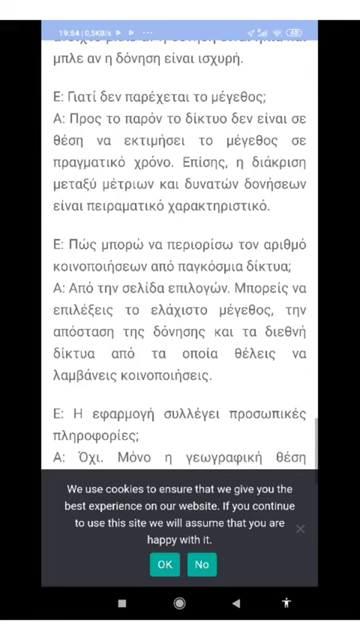 19:54 | 0,5KB/s
μπλε αν η δόνηση είναι ισχυρή.
Ε: Γιατί δεν παρέχεται το μέγεθος;
Α: Προς το παρόν το δίκτυο δεν είναι σε
θέση να εκτιμήσει το μέγεθος σε
πραγματικό χρόνο. Επίσης, η διάκριση
μεταξύ μέτριων και δυνατών δονήσεων
είναι πειραματικό χαρακτηριστικό.
Ε: Πώς μπορώ να περιορίσω τον αριθμό
κοινοποιήσεων από παγκόσμια δίκτυα;
Α: Από την σελίδα επιλογών. Μπορείς να
επιλέξεις το ελάχιστο μέγεθος, την
απόσταση της δόνησης και τα διεθνή
δίκτυα από τα οποία θέλεις να
λαμβάνεις κοινοποιήσεις.
Ε: Η εφαρμογή συλλέγει προσωπικές
πληροφορίες;
Α: Όχι. Μόνο η γεωγραφική θέση
We use cookies to ensure that we give you the
best experience on our website. If you continue
to use this site we will assume that you are
happy with it.
OK No